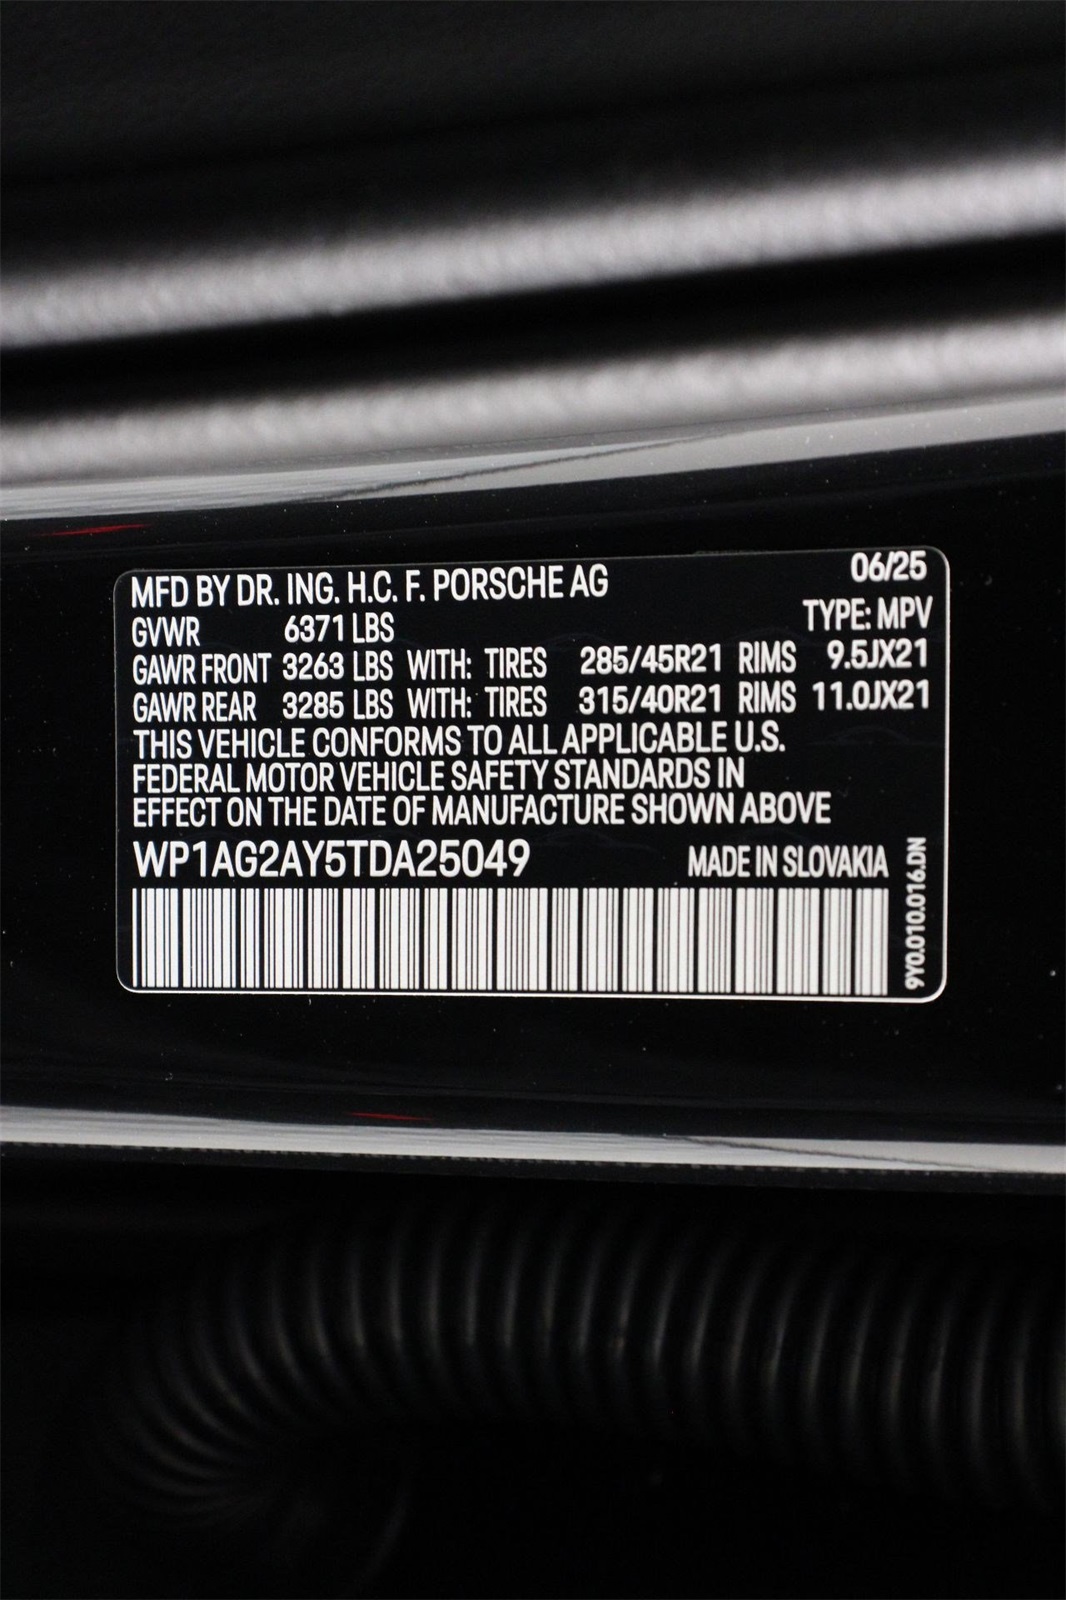 MFD BY DR. ING. H.C. F. PORSCHE AG 06/25
GVWR 6371 LBS TYPE: MPV
GAWR FRONT 3263 LBS WITH: TIRES 285/45R21 RIMS 9.5JX21
GAWR REAR 3285 LBS WITH: TIRES 315/40R21 RIMS 11.0JX21
THIS VEHICLE CONFORMS TO ALL APPLICABLE U.S.
FEDERAL MOTOR VEHICLE SAFETY STANDARDS IN
EFFECT ON THE DATE OF MANUFACTURE SHOWN ABOVE
WP1AG2AY5TDA25049 MADE IN SLOVAKIA
9Y0.010.016.DN